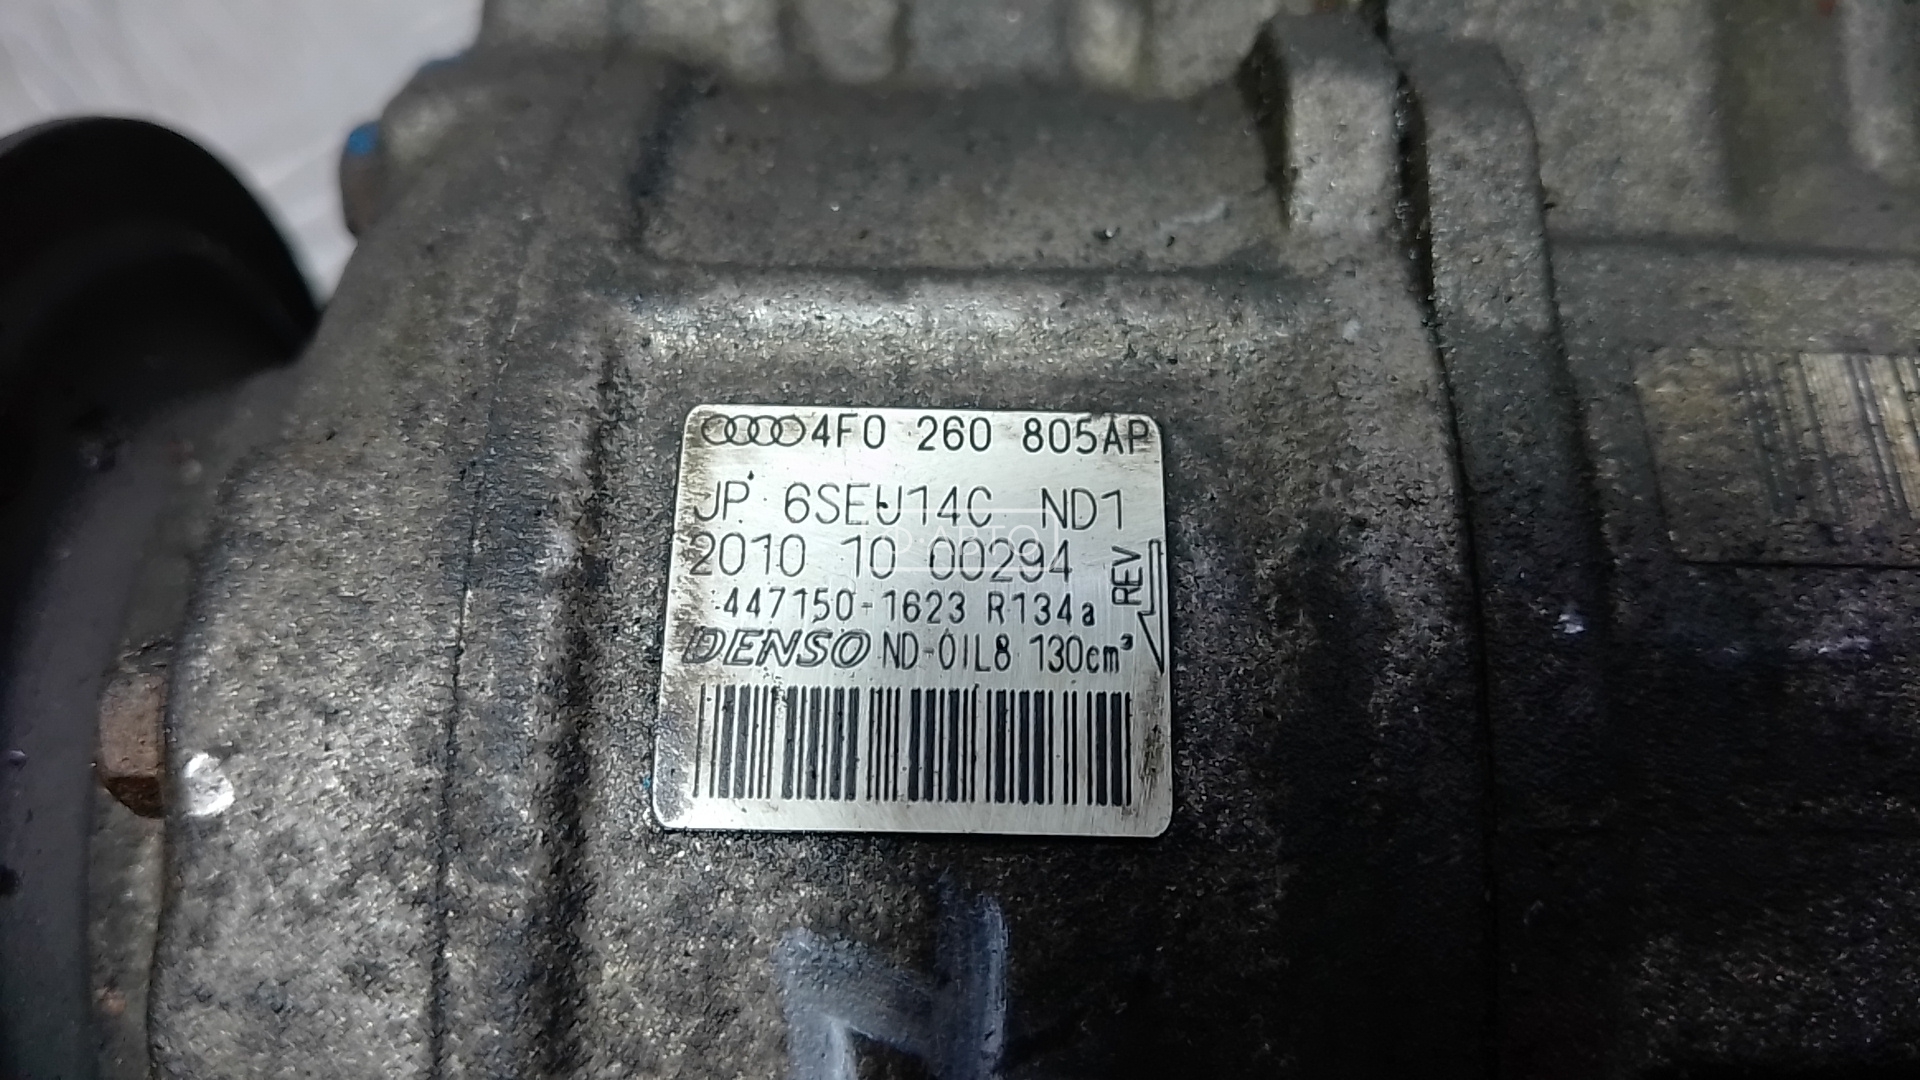 4F0 260 805AP
JP 6SEU14C ND1
2010 10 00294
447150-1623 R134a
REV
DENSO ND-OIL8 130cm³